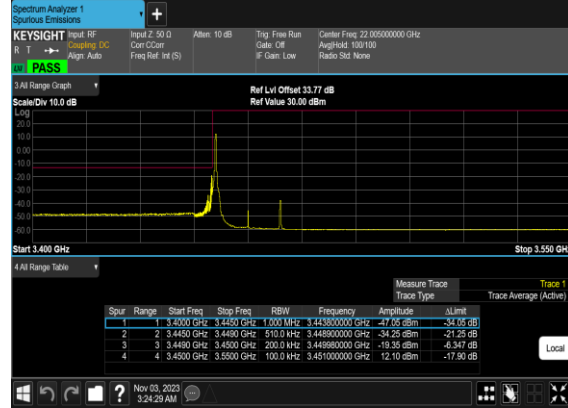 Spectrum Analyzer 1
Spurious Emissions
+
KEYSIGHT Input: RF Input Z: 50 Ω Atten: 10 dB Trig: Free Run Center Freq: 22.005000000 GHz
R T Coupling: DC Corr CCorr Gate: Off Avg|Hold: 100/100
Align: Auto Freq Ref: Int (S) IF Gain: Low Radio Std: None
PASS
3 All Range Graph
Ref Lvl Offset 33.77 dB
Scale/Div 10.0 dB Ref Value 30.00 dBm
Log
20.0
10.0
0.00
-10.0
-20.0
-30.0
-40.0
-50.0
-60.0
Start 3.400 GHz Stop 3.550 GH
4 All Range Table
Measure Trace Trace 1
Trace Type Trace Average (Active)
Spur Range Start Freq Stop Freq RBW Frequency Amplitude ΔLimit
1 1 3.4000 GHz 3.4450 GHz 1.000 MHz 3.443800000 GHz -47.05 dBm -34.05 dB
2 2 3.4450 GHz 3.4490 GHz 510.0 kHz 3.448900000 GHz -34.25 dBm -21.25 dB
3 3 3.4490 GHz 3.4500 GHz 200.0 kHz 3.449980000 GHz -19.35 dBm -6.347 dB
4 4 3.4500 GHz 3.5500 GHz 100.0 kHz 3.451000000 GHz 12.10 dBm -17.90 dB
Local
? Nov 03, 2023
3:24:29 AM